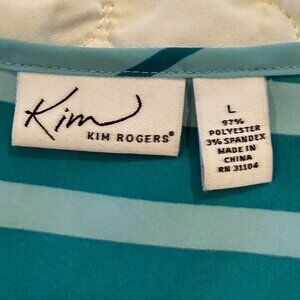 Kim
KIM ROGERS®
L
97%
POLYESTER
3% SPANDEX
MADE IN
CHINA
RN 31104